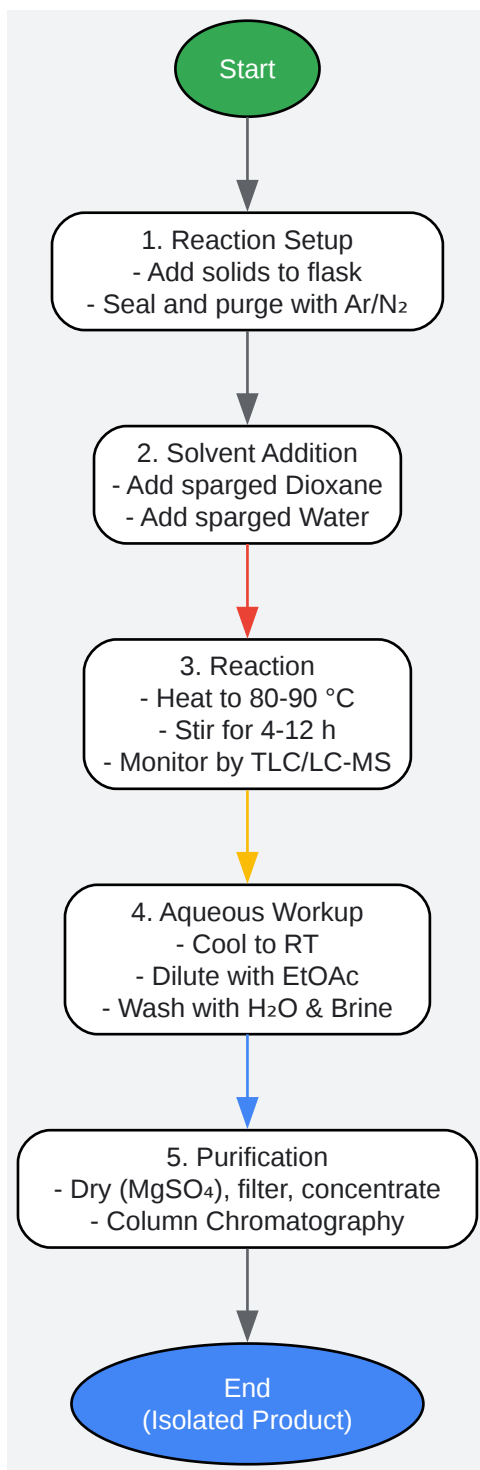 Start
1. Reaction Setup
- Add solids to flask
- Seal and purge with Ar/N₂
2. Solvent Addition
- Add sparged Dioxane
- Add sparged Water
3. Reaction
- Heat to 80-90 °C
- Stir for 4-12 h
- Monitor by TLC/LC-MS
4. Aqueous Workup
- Cool to RT
- Dilute with EtOAc
- Wash with H₂O & Brine
5. Purification
- Dry (MgSO₄), filter, concentrate
- Column Chromatography
End
(Isolated Product)